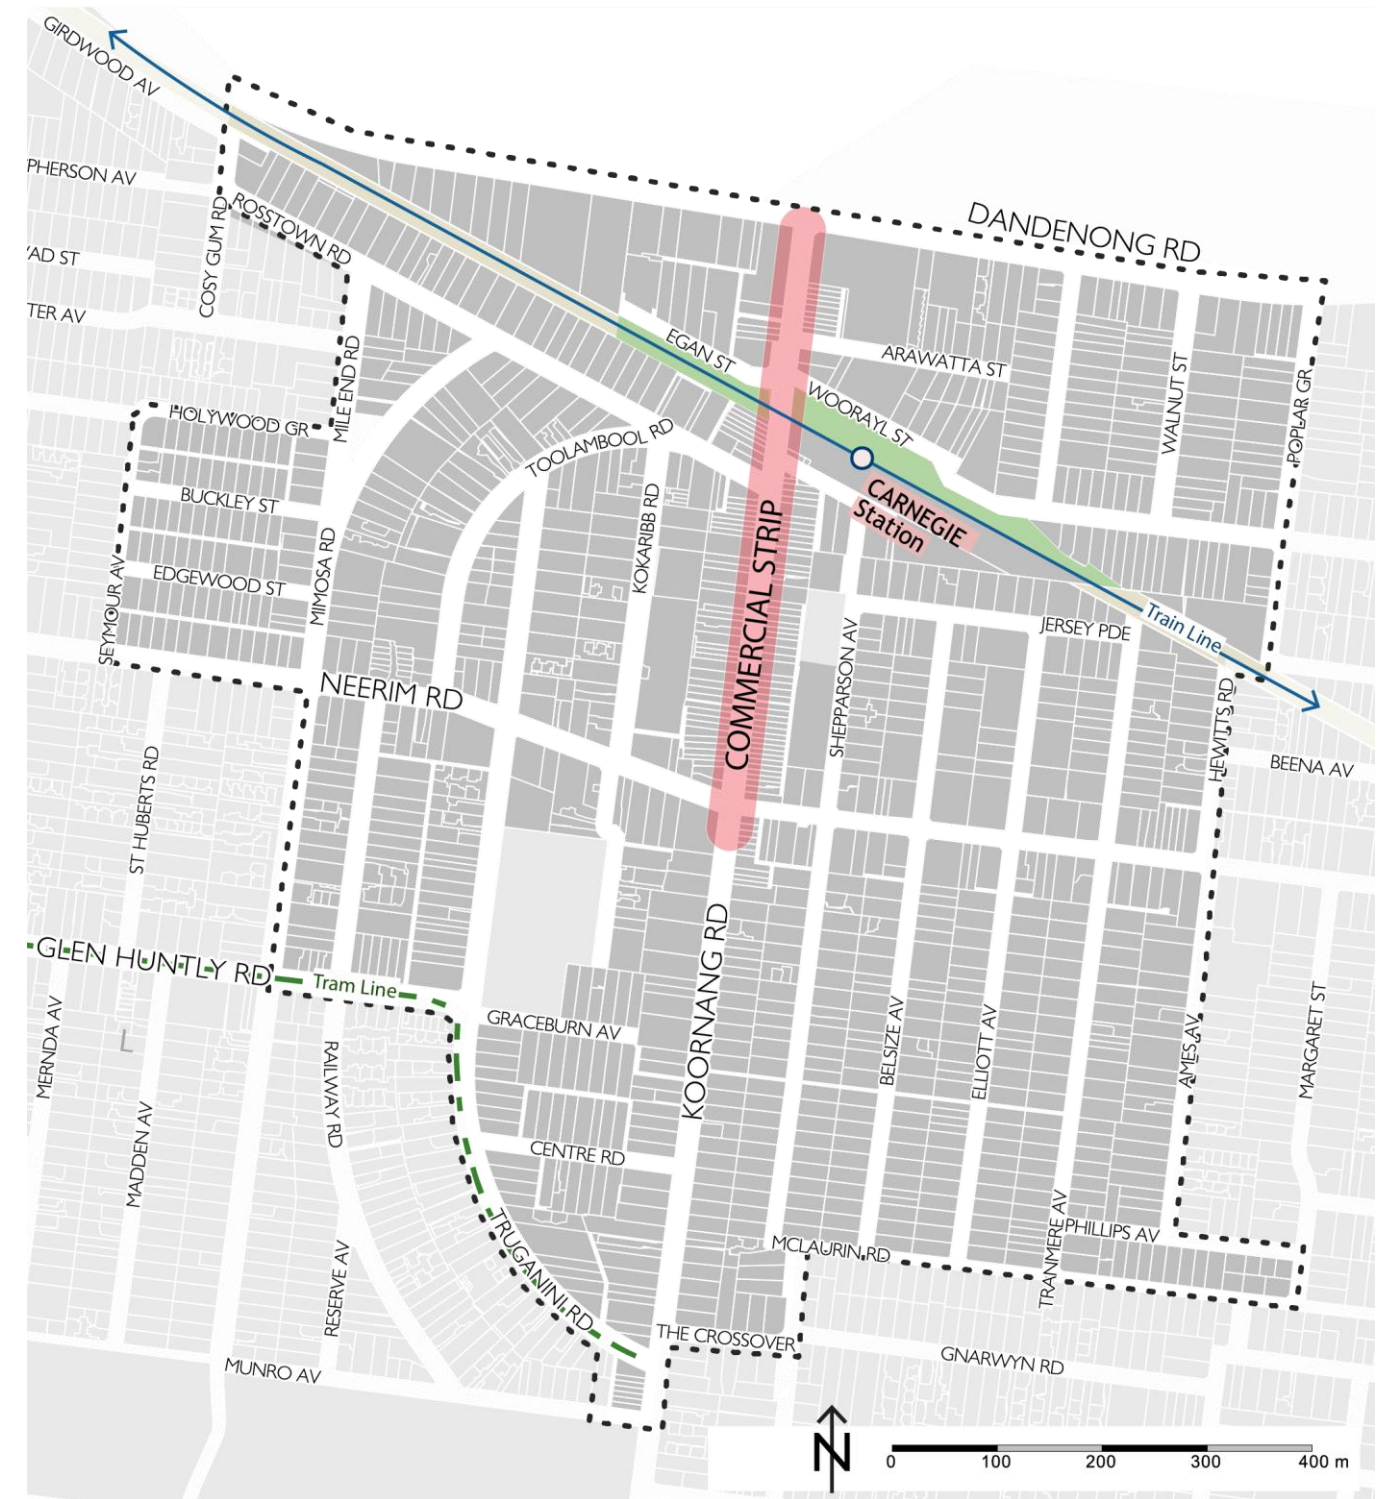 GIRDWOOD AV
PHERSON AV
ROSSTOWN RD
COSY GUM RD
DANDENONG RD
AD ST
TER AV
EGAN ST
ARAWATTA ST
MILE END RD
WALNUT ST
POPLAR GR
WOORAYL ST
HOLYWOOD GR
TOOLAMBOOL RD
BUCKLEY ST
KOKARIBB RD
CARNEGIE
Station
COMMERCIAL STRIP
EDGEWOOD ST
MIMOSA RD
SEYMOUR AV
JERSEY PDE
Train Line
SHEPPARSON AV
NEERIM RD
HEWITTS RD
BEENA AV
ST HUBERTS RD
GLEN HUNTLY RD
Tram Line
KOORNANG RD
GRACEBURN AV
MERNDA AV
RAILWAY RD
BELSIZE AV
ELLIOTT AV
AMES AV
MARGARET ST
MADDEN AV
CENTRE RD
TRUGANINI RD
MCLAURIN RD
TRANMERE AV
PHILLIPS AV
RESERVE AV
THE CROSSOVER
GNARWYN RD
MUNRO AV
N
0 100 200 300 400 m